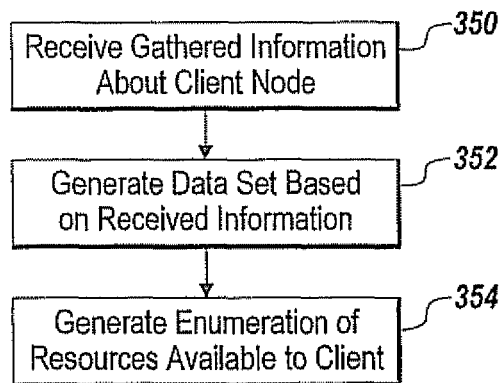 350
Receive Gathered Information
About Client Node
352
Generate Data Set Based
on Received Information
354
Generate Enumeration of
Resources Available to Client